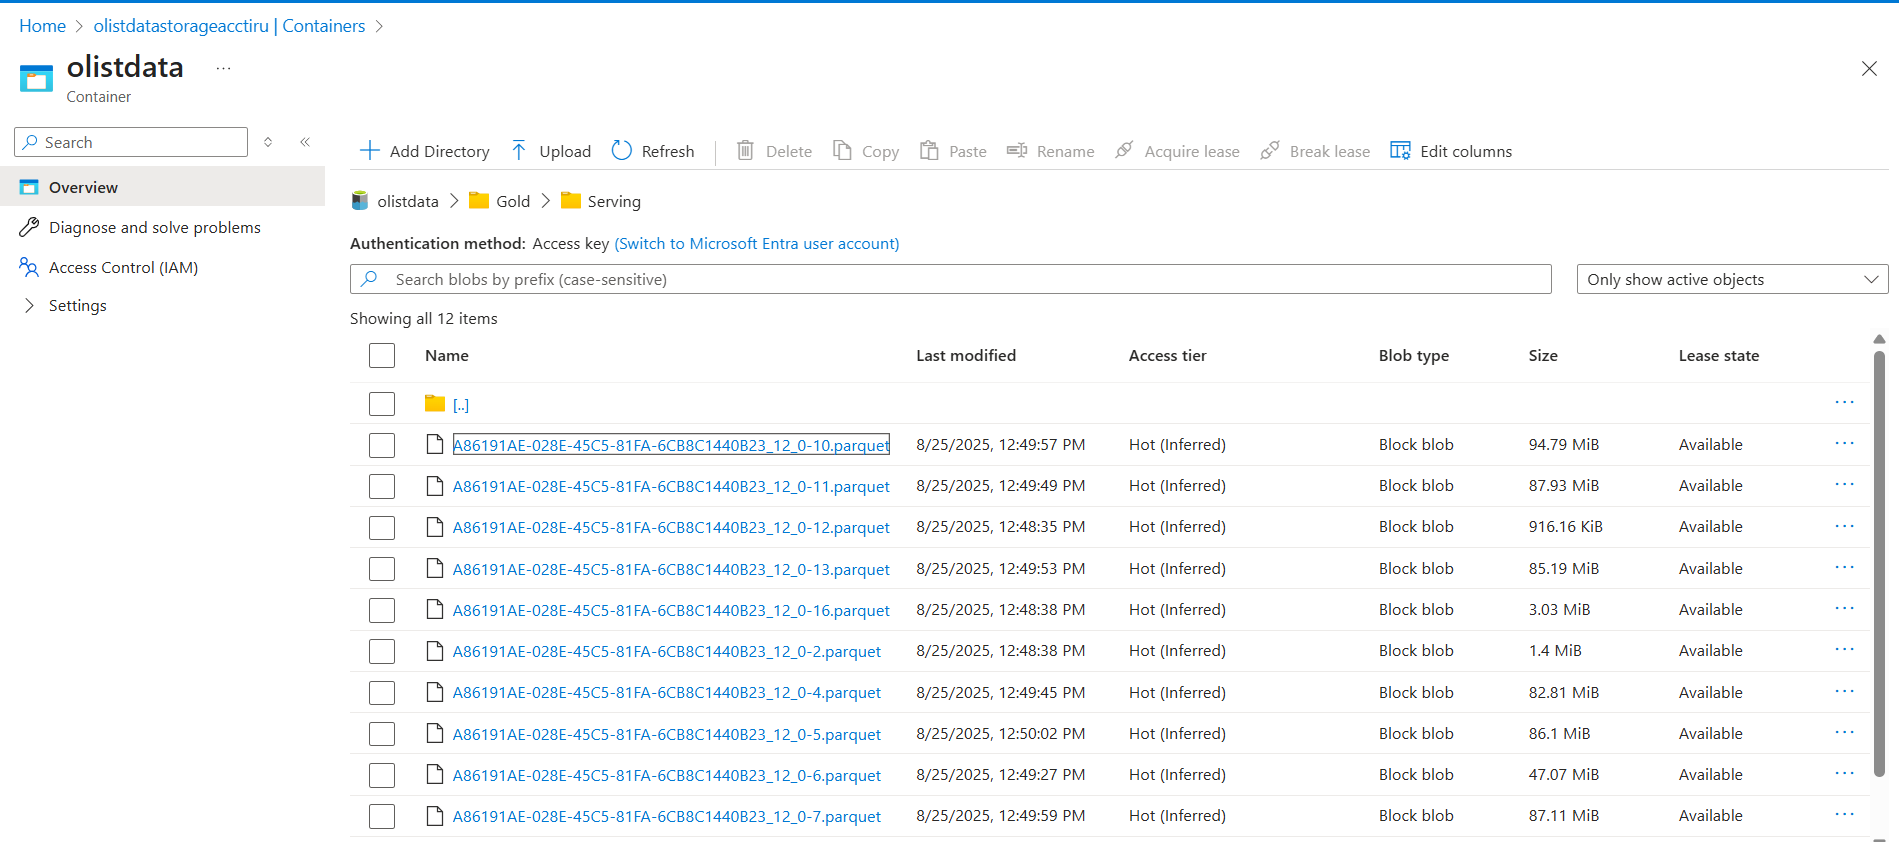 Home > olistdatastorageacctiru | Containers >
olistdata ...
Container
Search
Overview
Diagnose and solve problems
Access Control (IAM)
Settings
Add Directory Upload Refresh Delete Copy Paste Rename Acquire lease Break lease Edit columns
olistdata > Gold > Serving
Authentication method: Access key (Switch to Microsoft Entra user account)
Search blobs by prefix (case-sensitive) Only show active objects
Showing all 12 items
Name Last modified Access tier Blob type Size Lease state
[..] ...
A86191AE-028E-45C5-81FA-6CB8C1440B23_12_0-10.parquet 8/25/2025, 12:49:57 PM Hot (Inferred) Block blob 94.79 MiB Available ...
A86191AE-028E-45C5-81FA-6CB8C1440B23_12_0-11.parquet 8/25/2025, 12:49:49 PM Hot (Inferred) Block blob 87.93 MiB Available ...
A86191AE-028E-45C5-81FA-6CB8C1440B23_12_0-12.parquet 8/25/2025, 12:48:35 PM Hot (Inferred) Block blob 916.16 KiB Available ...
A86191AE-028E-45C5-81FA-6CB8C1440B23_12_0-13.parquet 8/25/2025, 12:49:53 PM Hot (Inferred) Block blob 85.19 MiB Available ...
A86191AE-028E-45C5-81FA-6CB8C1440B23_12_0-16.parquet 8/25/2025, 12:48:38 PM Hot (Inferred) Block blob 3.03 MiB Available ...
A86191AE-028E-45C5-81FA-6CB8C1440B23_12_0-2.parquet 8/25/2025, 12:48:38 PM Hot (Inferred) Block blob 1.4 MiB Available ...
A86191AE-028E-45C5-81FA-6CB8C1440B23_12_0-4.parquet 8/25/2025, 12:49:45 PM Hot (Inferred) Block blob 82.81 MiB Available ...
A86191AE-028E-45C5-81FA-6CB8C1440B23_12_0-5.parquet 8/25/2025, 12:50:02 PM Hot (Inferred) Block blob 86.1 MiB Available ...
A86191AE-028E-45C5-81FA-6CB8C1440B23_12_0-6.parquet 8/25/2025, 12:49:27 PM Hot (Inferred) Block blob 47.07 MiB Available ...
A86191AE-028E-45C5-81FA-6CB8C1440B23_12_0-7.parquet 8/25/2025, 12:49:59 PM Hot (Inferred) Block blob 87.11 MiB Available ...